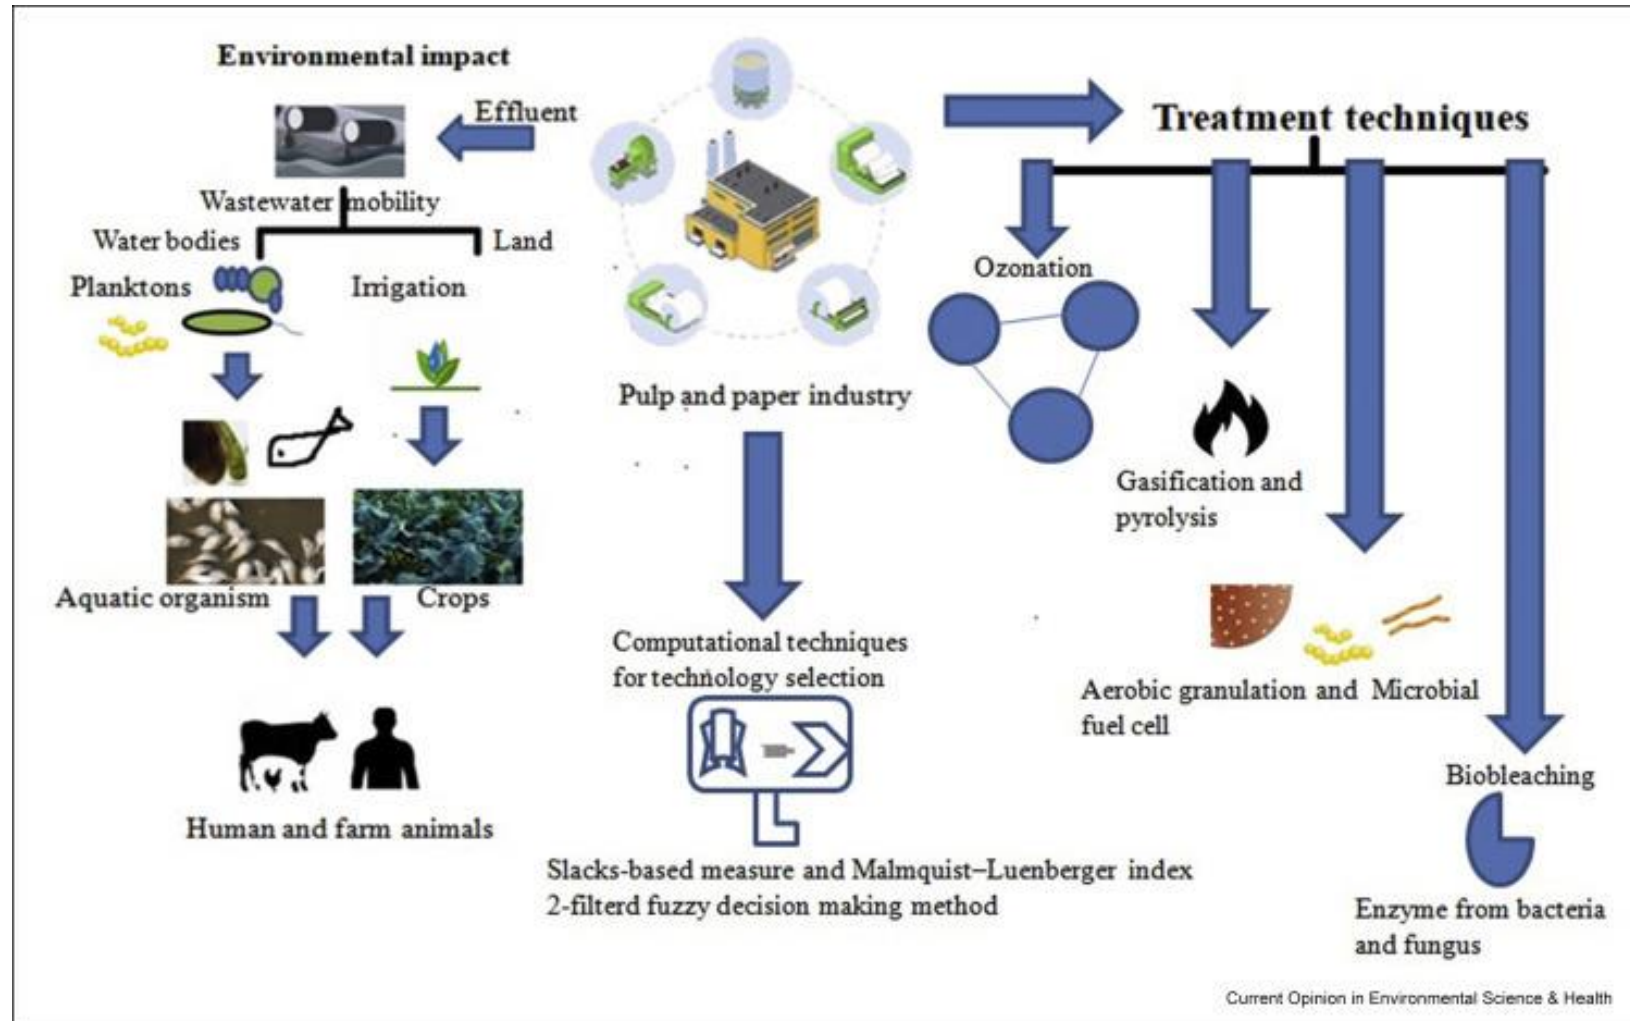 Environmental impact
Effluent
Wastewater mobility
Water bodies
Land
Planktons
Irrigation
Aquatic organism
Crops
Human and farm animals
Pulp and paper industry
Computational techniques
for technology selection
Slacks-based measure and Malmquist–Luenberger index
2-filterd fuzzy decision making method
Treatment techniques
Ozonation
Gasification and
pyrolysis
Aerobic granulation and Microbial
fuel cell
Biobleaching
Enzyme from bacteria
and fungus
Current Opinion in Environmental Science & Health